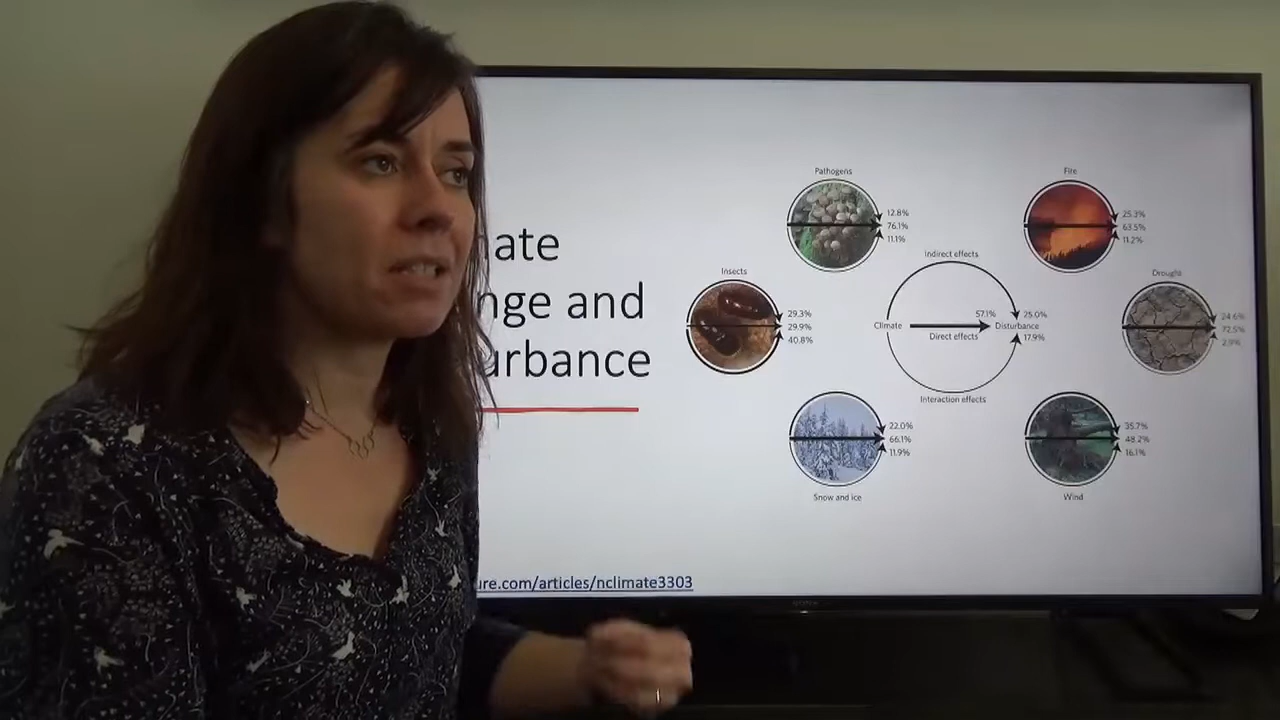 ate
nge and
urbance
ure.com/articles/nclimate3303
Pathogens
12.8%
76.1%
11.1%
Fire
25.3%
63.5%
11.2%
Insects
29.3%
29.9%
40.8%
Indirect effects
Climate
57.1%
Direct effects
25.0%
Disturbance
17.9%
Interaction effects
Drought
24.6%
72.5%
2.9%
22.0%
66.1%
11.9%
Snow and ice
35.7%
48.2%
16.1%
Wind
SONY